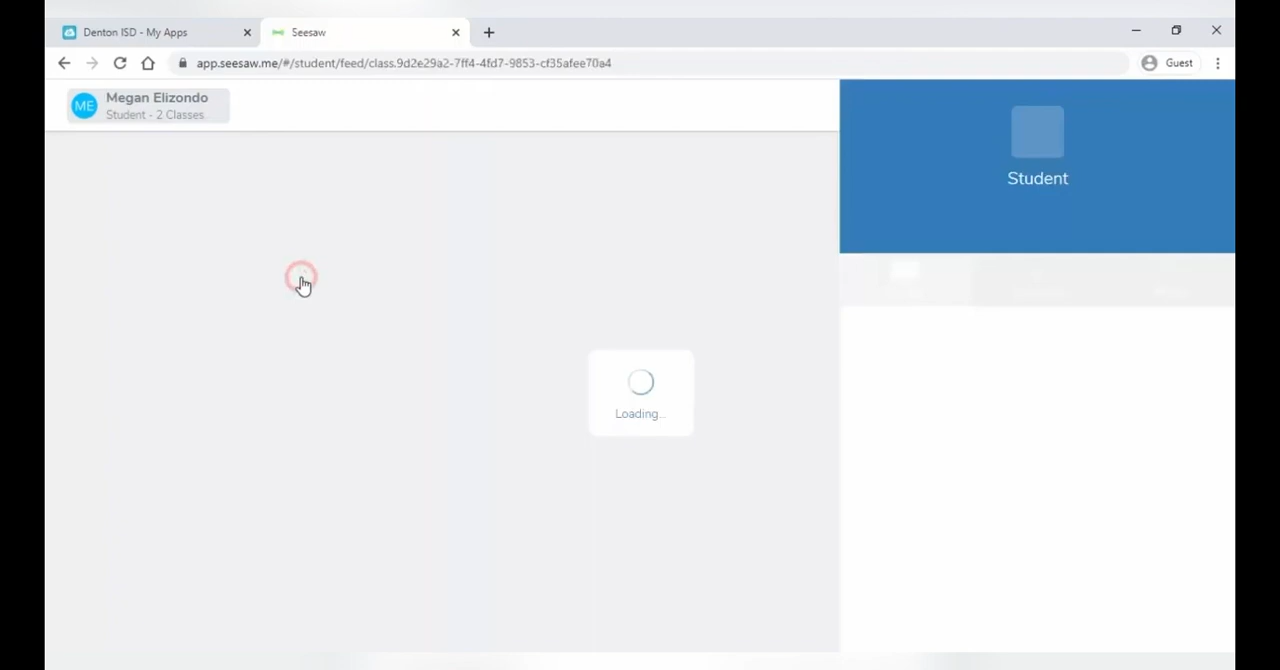 Denton ISD - My Apps
Seesaw
app.seesaw.me/#/student/feed/class.9d2e29a2-7ff4-4fd7-9853-cf35afee70a4
Guest
ME
Megan Elizondo
Student - 2 Classes
Student
Loading...